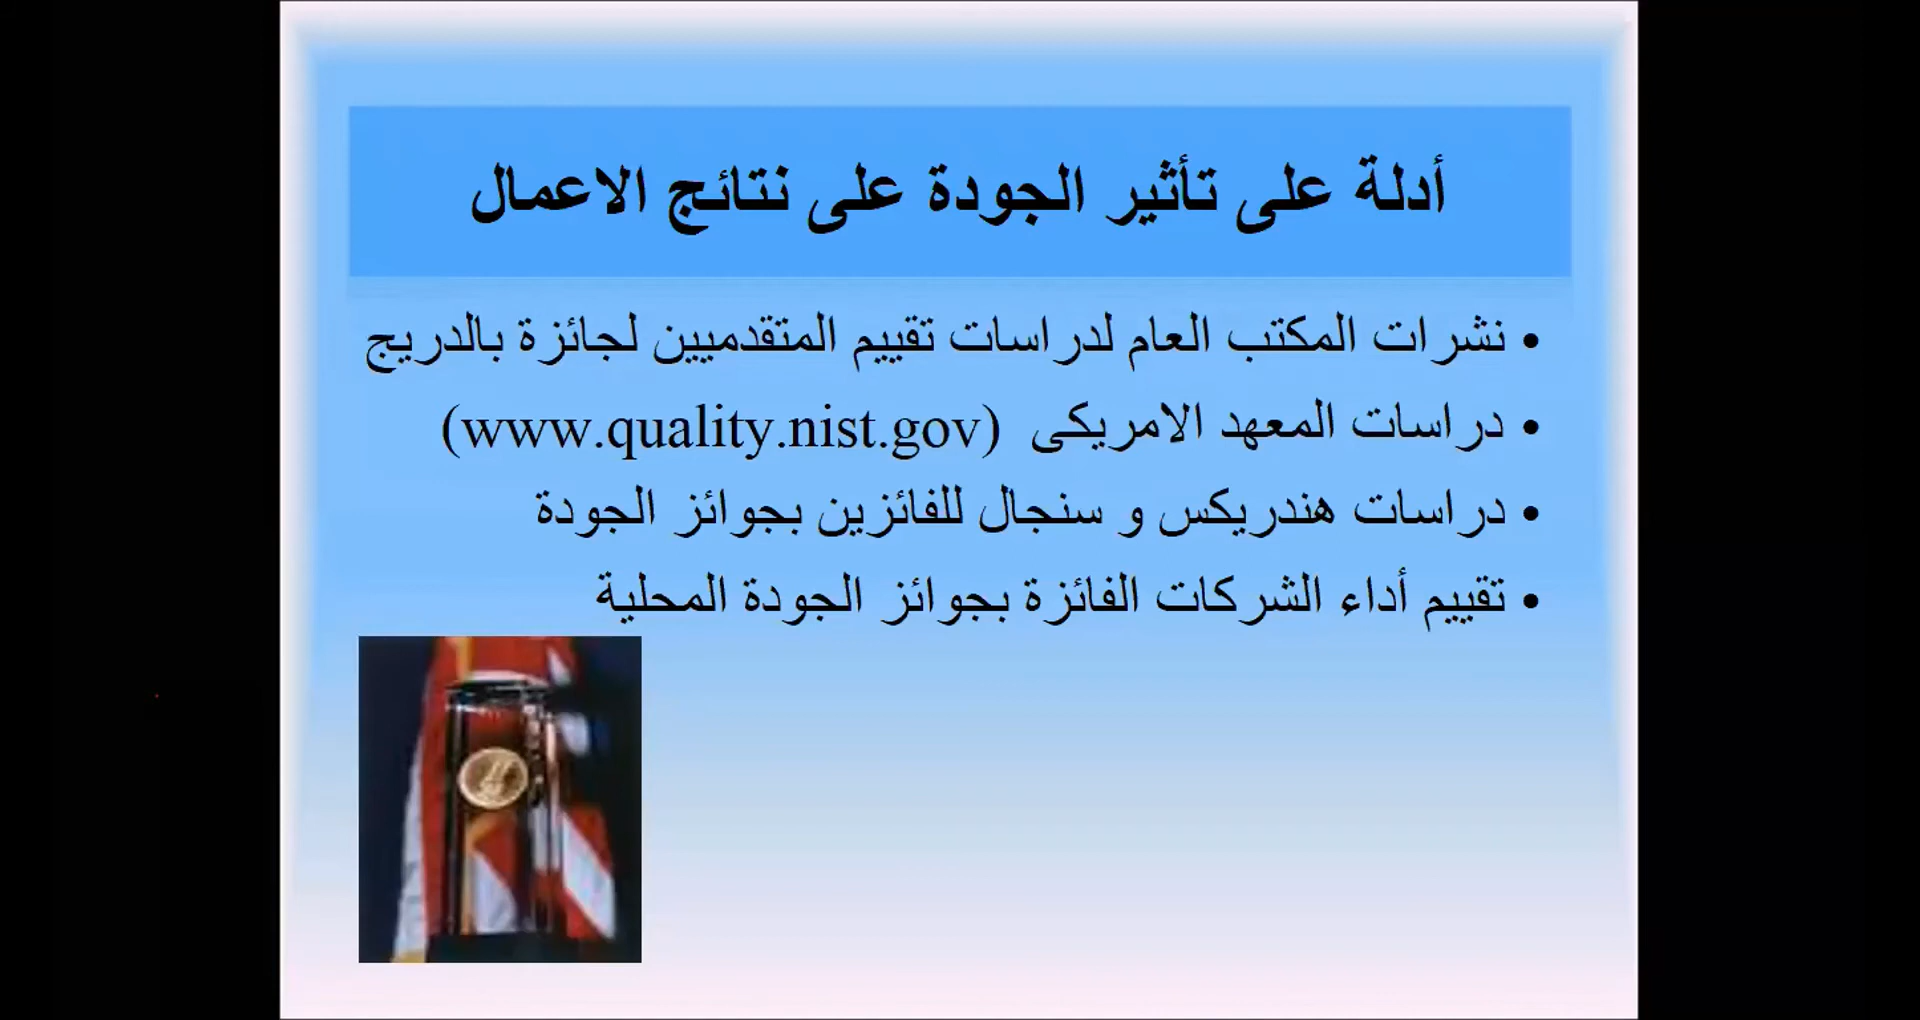 أدلة على تأثير الجودة على نتائج الاعمال
• نشرات المكتب العام لدراسات تقييم المتقدميين لجائزة بالدريج
• دراسات المعهد الامريكى (www.quality.nist.gov)
• دراسات هندريكس و سنجال للفائزين بجوائز الجودة
• تقييم أداء الشركات الفائزة بجوائز الجودة المحلية